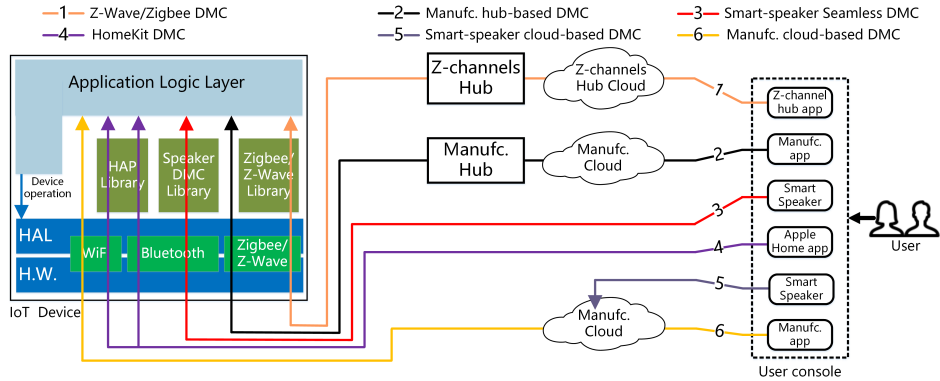 1 Z-Wave/Zigbee DMC
2 Manufc. hub-based DMC
3 Smart-speaker Seamless DMC
4 HomeKit DMC
5 Smart-speaker cloud-based DMC
6 Manufc. cloud-based DMC
Application Logic Layer
Z-channels
Hub
Z-channels
Hub Cloud
1
Z-channel
hub app
HAP
Library
Speaker
DMC
Library
Zigbee/
Z-Wave
Library
Manufc.
Hub
Manufc.
Cloud
2
Manufc.
app
Device
operation
3
Smart
Speaker
HAL
WiF
Bluetooth
Zigbee/
Z-Wave
4
Apple
Home app
User
H.W.
5
Smart
Speaker
IoT Device
Manufc.
Cloud
6
Manufc.
app
User console